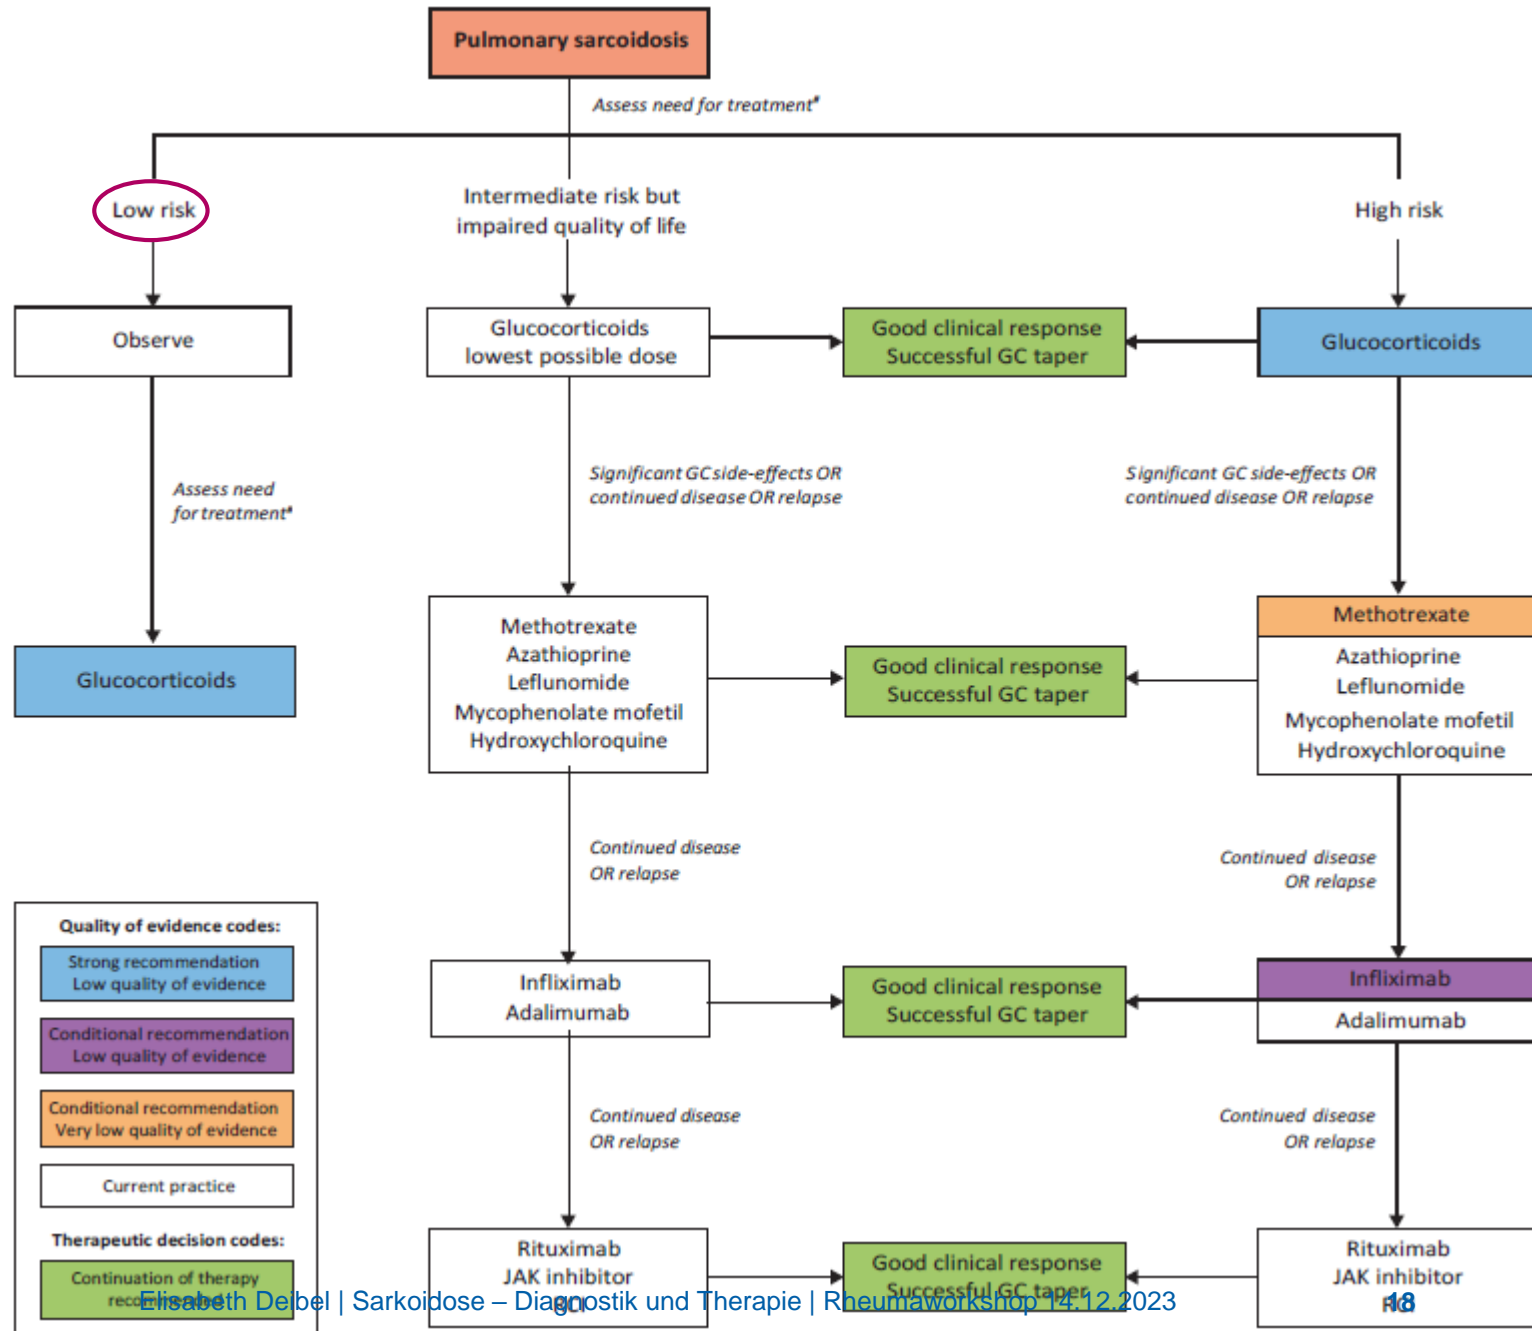 Pulmonary sarcoidosis
Assess need for treatment#
Low risk
Intermediate risk but
impaired quality of life
High risk
Observe
Glucocorticoids
lowest possible dose
Good clinical response
Successful GC taper
Glucocorticoids
Assess need
for treatment#
Significant GC side-effects OR
continued disease OR relapse
Significant GC side-effects OR
continued disease OR relapse
Glucocorticoids
Methotrexate
Azathioprine
Leflunomide
Mycophenolate mofetil
Hydroxychloroquine
Good clinical response
Successful GC taper
Methotrexate
Azathioprine
Leflunomide
Mycophenolate mofetil
Hydroxychloroquine
Continued disease
OR relapse
Continued disease
OR relapse
Infliximab
Adalimumab
Good clinical response
Successful GC taper
Infliximab
Adalimumab
Continued disease
OR relapse
Continued disease
OR relapse
Rituximab
JAK inhibitor
RCI
Good clinical response
Successful GC taper
Rituximab
JAK inhibitor
Quality of evidence codes:
Strong recommendation
Low quality of evidence
Conditional recommendation
Low quality of evidence
Conditional recommendation
Very low quality of evidence
Current practice
Therapeutic decision codes:
Continuation of therapy
recommended
Elisabeth Deibel | Sarkoidose – Diagnostik und Therapie | Rheumaworkshop 14.12.2023
18